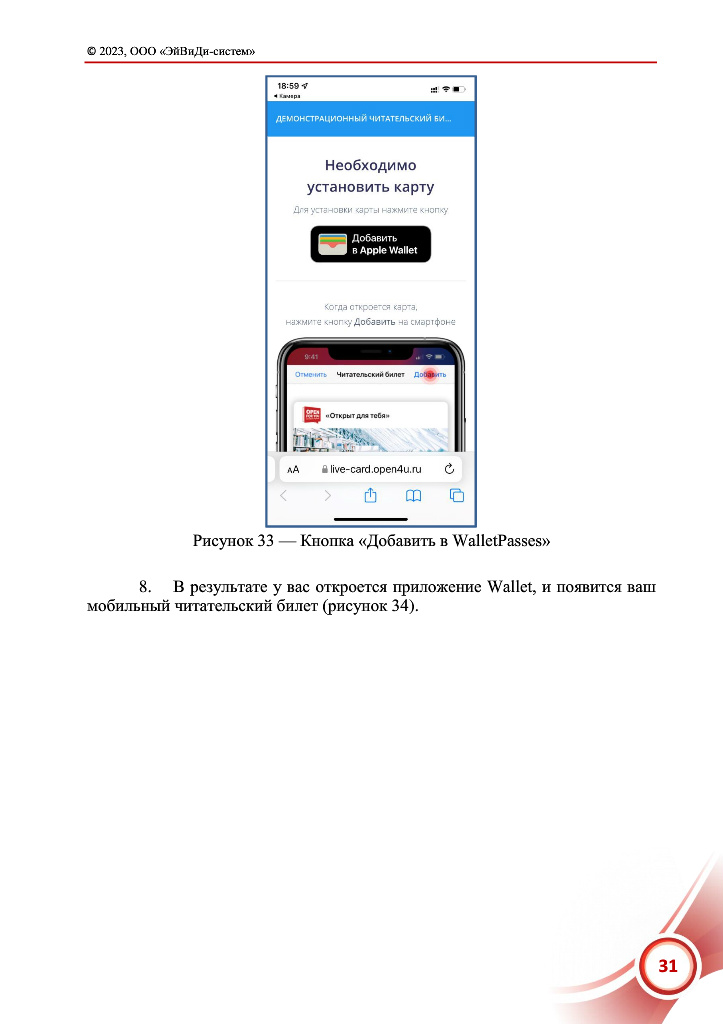 © 2023, ООО «ЭйВиДи-систем»
18:59
Камера
ДЕМОНСТРАЦИОННЫЙ ЧИТАТЕЛЬСКИЙ БИ...
Необходимо
установить карту
Для установки карты нажмите кнопку
Добавить
в Apple Wallet
Когда откроется карта,
нажмите кнопку Добавить на смартфоне
9:41
Отменить Читательский билет Добавить
OPEN «Открыт для тебя»
AA live-card.open4u.ru
Рисунок 33 — Кнопка «Добавить в WalletPasses»
8. В результате у вас откроется приложение Wallet, и появится ваш
мобильный читательский билет (рисунок 34).
31